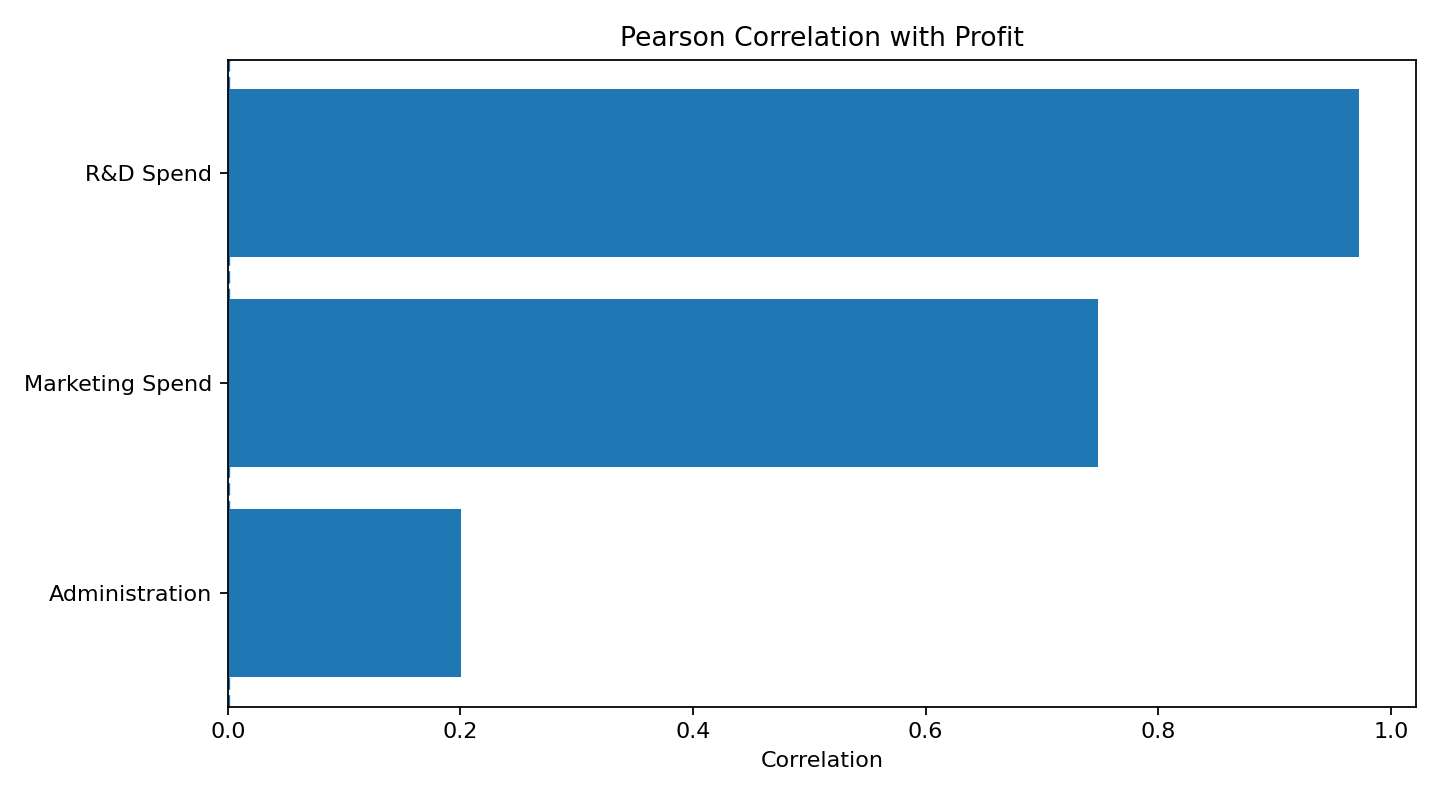 Pearson Correlation with Profit
R&D Spend
Marketing Spend
Administration
0.0 0.2 0.4 0.6 0.8 1.0
Correlation